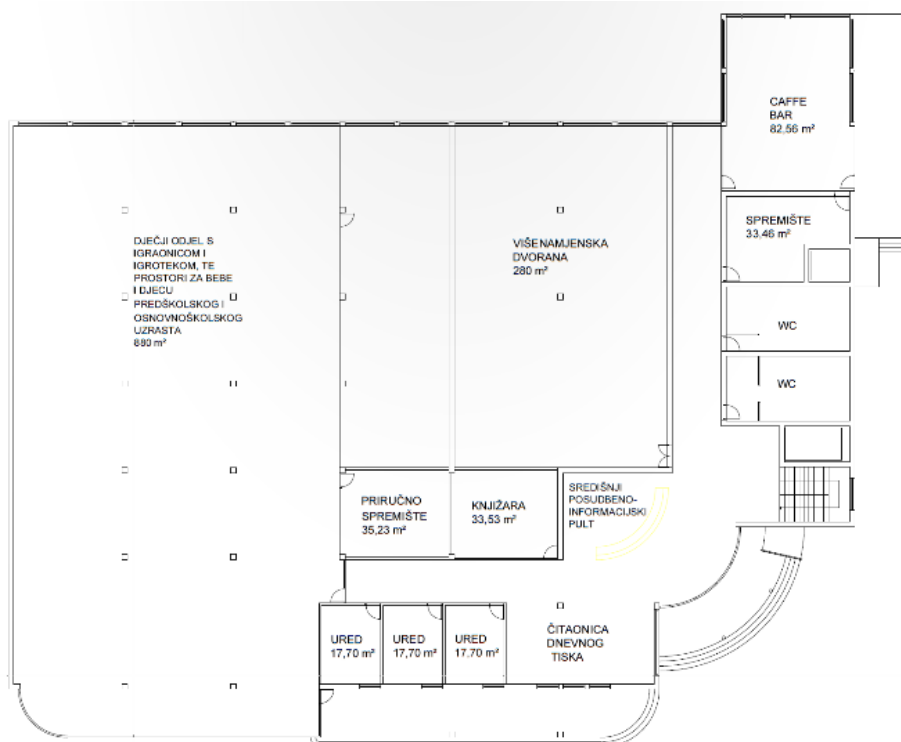 CAFFE
BAR
82,56 m²
SPREMIŠTE
33,46 m²
DJEČJI ODJEL S
IGRAONICOM I
IGROTEKOM, TE
PROSTORI ZA BEBE
I DJECU
PREDŠKOLSKOG I
OSNOVNOŠKOLSKOG
UZRASTA
880 m²
VIŠENAMJENSKA
DVORANA
280 m²
WC
WC
PRIRUČNO
SPREMIŠTE
35,23 m²
KNJIŽARA
33,53 m²
SREDIŠNJI
POSUDBENO-
INFORMACIJSKI
PULT
URED
17,70 m²
URED
17,70 m²
URED
17.70 m²
ČITAONICA
DNEVNOG
TISKA